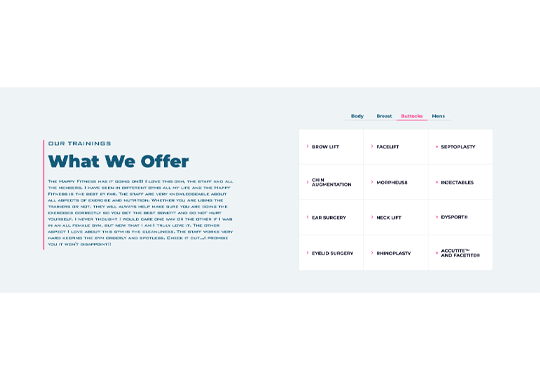 Body Breast Buttocks Mens
OUR TRAININGS
What We Offer
The Happy Fitness has it going on!!! I love this gym, the staff and all
the members. I have been in different gyms all my life and the Happy
Fitness is the best by far. The staff are very knowledgeable about
all aspects of exercise and nutrition. Whether you are using the
trainers or not, they will always help make sure you are doing the
exercises correctly so you get the best benefit and do not hurt
yourself. I never thought I would care one way or the other if I was
in an all female gym, but now that I am I truly love it. The other
aspect I love about this gym is the cleanliness. The staff works very
hard keeping the gym orderly and spotless. Check it out...I promise
you it won't disappoint!!!
BROW LIFT
FACELIFT
SEPTOPLASTY
CHIN
AUGMENTATION
MORPHEUS8
INJECTABLES
EAR SURGERY
NECK LIFT
DYSPORT®
EYELID SURGERY
RHINOPLASTY
ACCUTITE™
AND FACETITE®